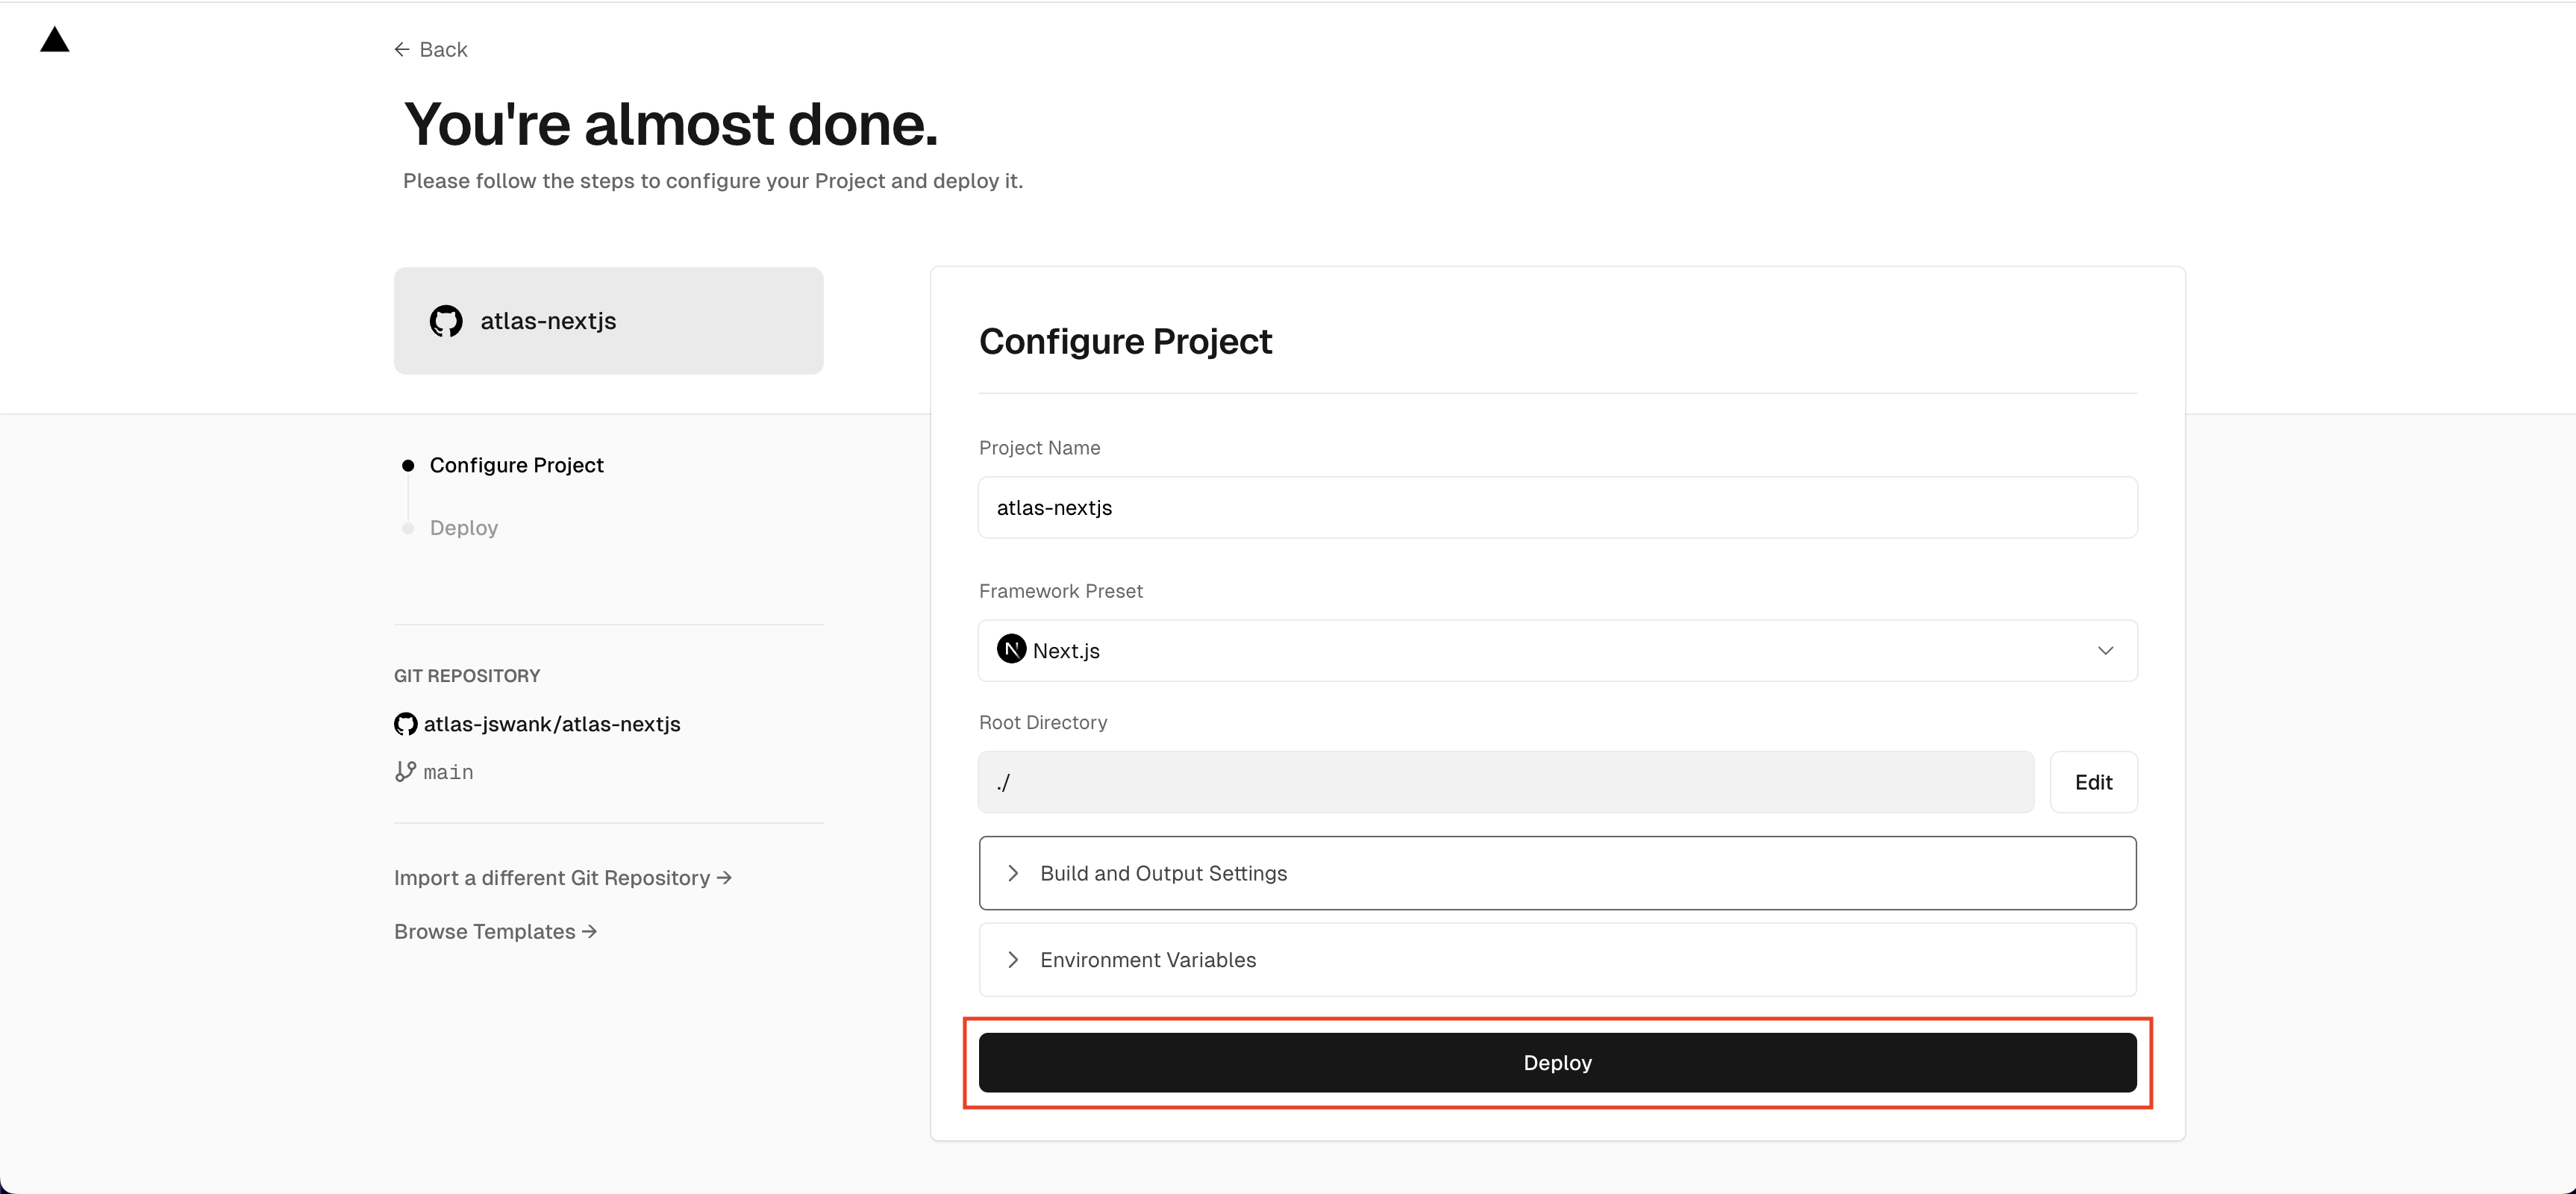 Back
You're almost done.
Please follow the steps to configure your Project and deploy it.
atlas-nextjs
Configure Project
Deploy
GIT REPOSITORY
atlas-jswank/atlas-nextjs
main
Import a different Git Repository →
Browse Templates →
Configure Project
Project Name
atlas-nextjs
Framework Preset
Next.js
Root Directory
./
Edit
Build and Output Settings
Environment Variables
Deploy